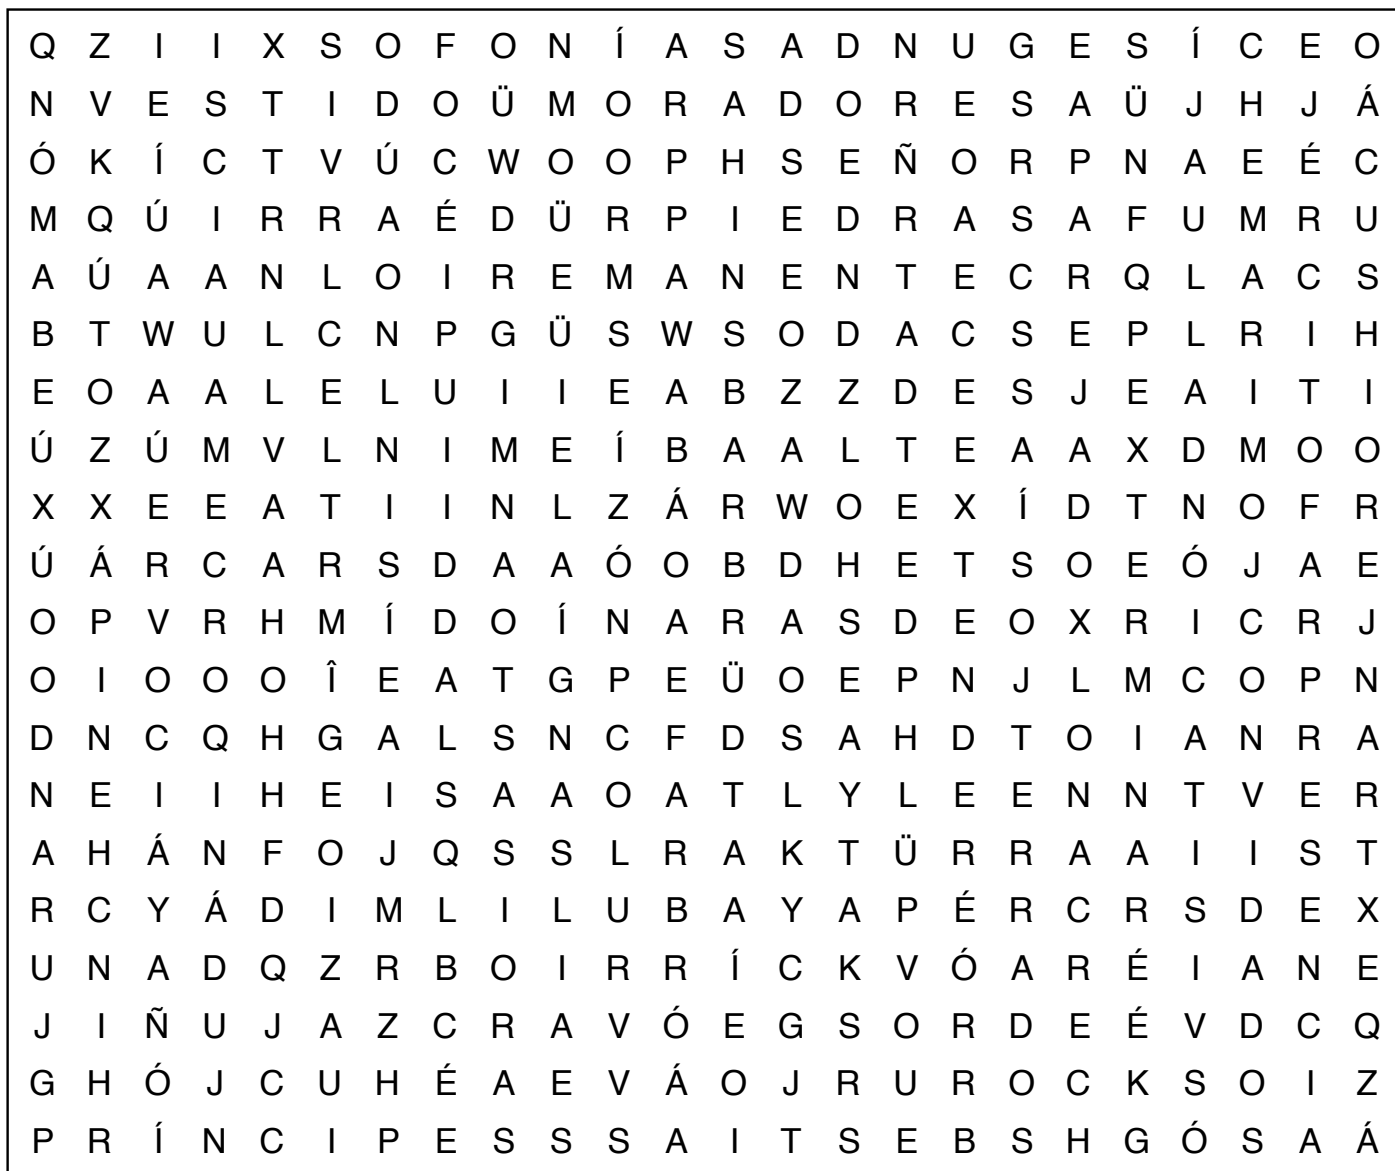 Q Z I I X S O F O N Í A S A D N U G E S Í C E O
N V E S T I D O Ü M O R A D O R E S A Ü J H J Á
Ó K Í C T V Ú C W O O P H S E Ñ O R P N A E É C
M Q Ú I R R A É D Ü R P I E D R A S A F U M R U
A Ú A A N L O I R E M A N E N T E C R Q L A C S
B T W U L C N P G Ü S W S O D A C S E P L R I H
E O A A L E L U I I E A B Z Z D E S J E A I T I
Ú Z Ú M V L N I M E Í B A A L T E A A X D M O O
X X E E A T I I N L Z Á R W O E X Í D T N O F R
Ú Á R C A R S D A A Ó O B D H E T S O E Ó J A E
O P V R H M Í D O Í N A R A S D E O X R I C R J
O I O O O Î E A T G P E Ü O E P N J L M C O P N
D N C Q H G A L S N C F D S A H D T O I A N R A
N E I I H E I S A A O A T L Y L E E N N T V E R
A H Á N F O J Q S S L R A K T Ü R R A A I I S T
R C Y Á D I M L I L U B A Y A P É R C R S D E X
U N A D Q Z R B O I R R Í C K V Ó A R É I A N E
J I Ñ U J A Z C R A V Ó E G S O R D E É V D C Q
G H Ó J C U H É A E V Á O J R U R O C K S O I Z
P R Í N C I P E S S S A I T S E B S H G Ó S A Á